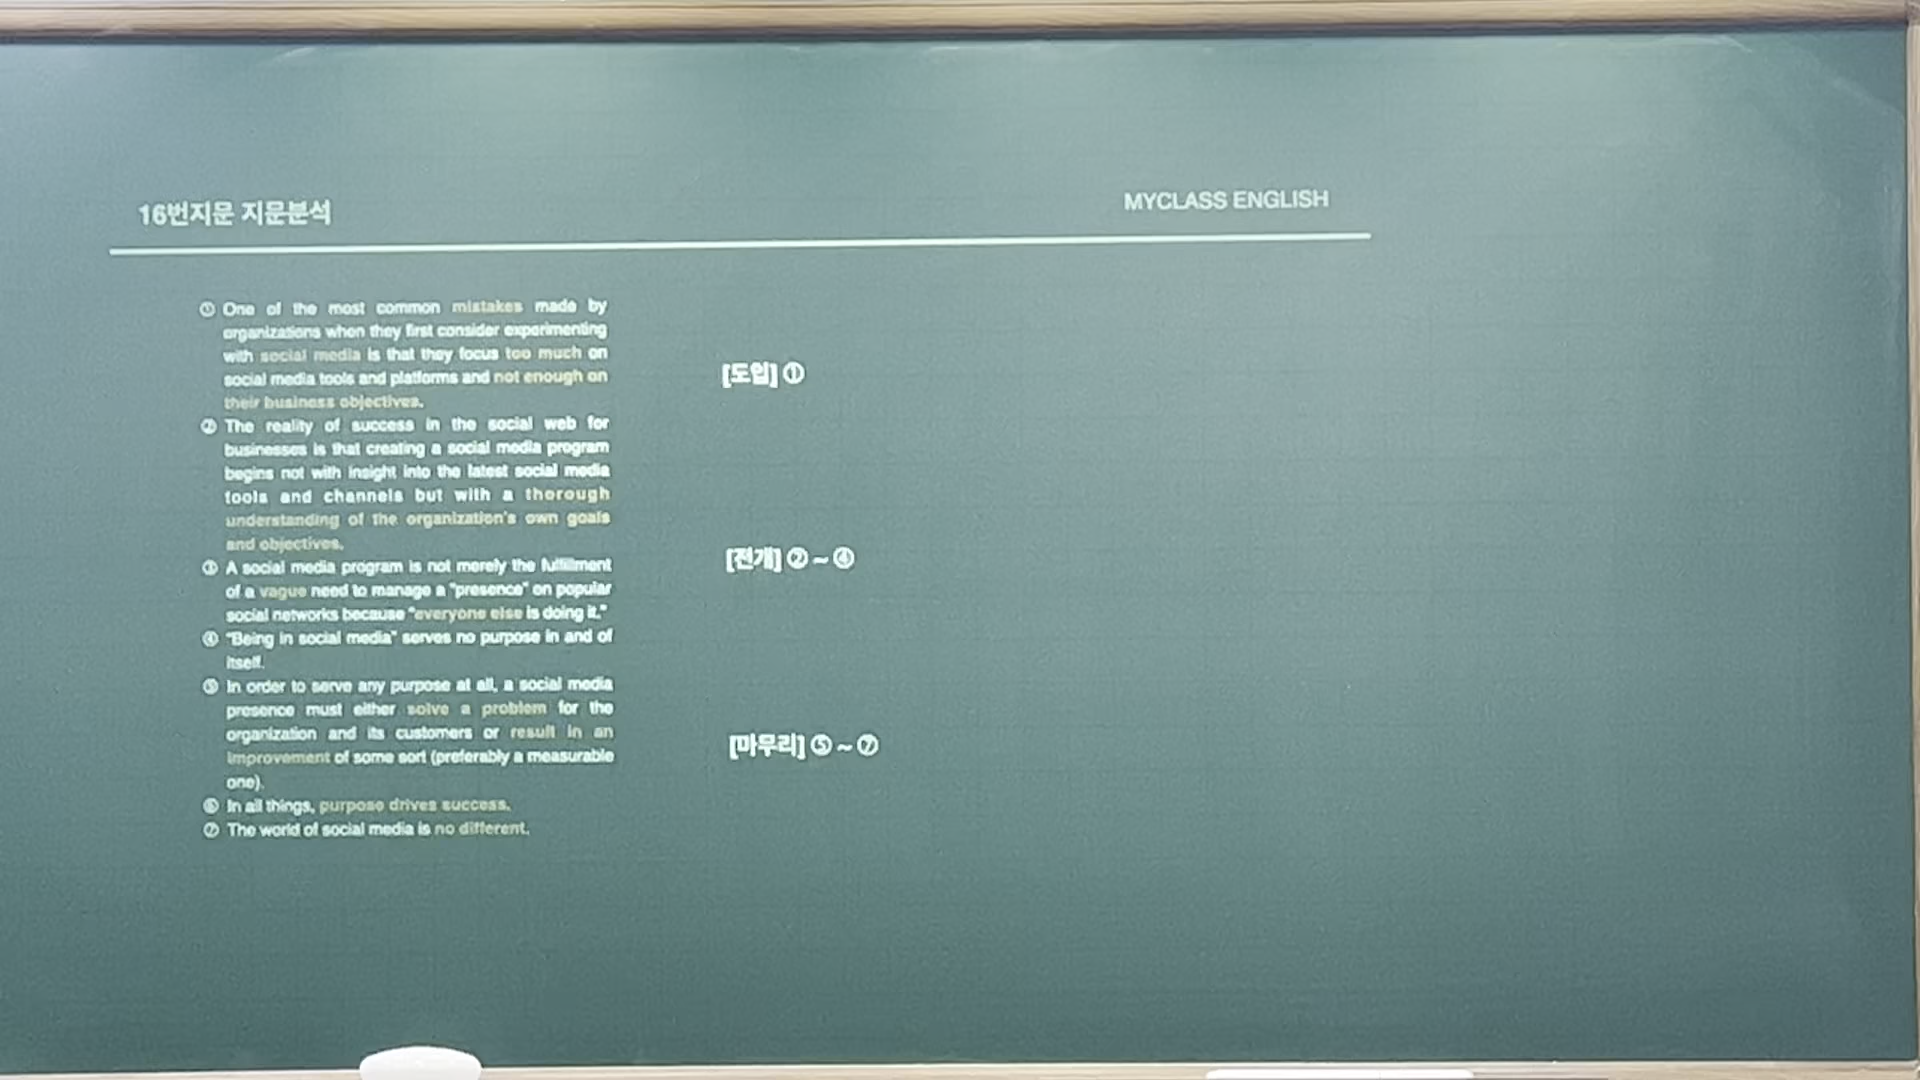 16번지문 지문분석
MYCLASS ENGLISH
① One of the most common mistakes made by
organizations when they first consider experimenting
with social media is that they focus too much on
social media tools and platforms and not enough on
their business objectives.
② The reality of success in the social web for
businesses is that creating a social media program
begins not with insight into the latest social media
tools and channels but with a thorough
understanding of the organization's own goals
and objectives.
③ A social media program is not merely the fulfillment
of a vague need to manage a "presence" on popular
social networks because "everyone else is doing it."
④ "Being in social media" serves no purpose in and of
itself.
⑤ In order to serve any purpose at all, a social media
presence must either solve a problem for the
organization and its customers or result in an
improvement of some sort (preferably a measurable
one).
⑥ In all things, purpose drives success.
⑦ The world of social media is no different.
[도입] ①
[전개] ② ~ ④
[마무리] ⑤ ~ ⑦